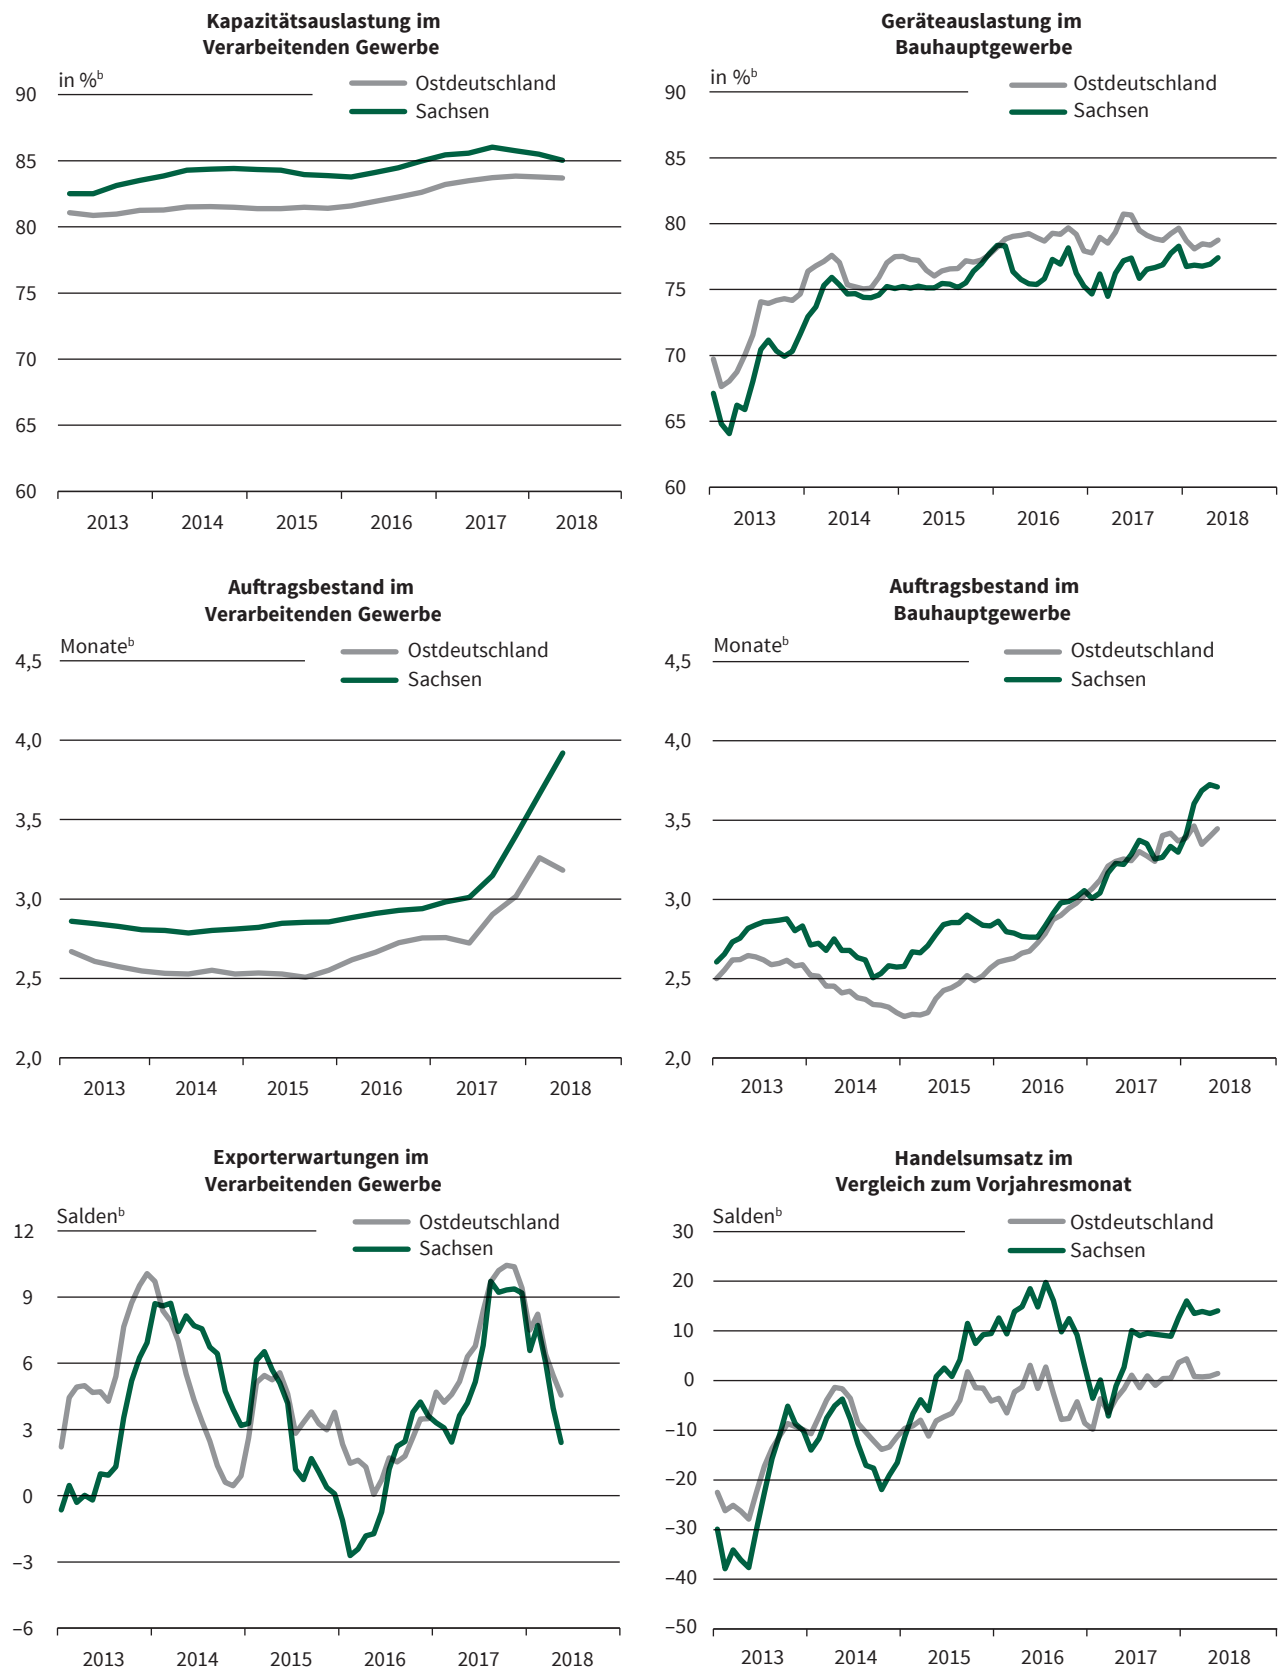 Kapazitätsauslastung im
Verarbeitenden Gewerbe
in %ᵇ
Ostdeutschland
Sachsen
90
85
80
75
70
65
60
2013 2014 2015 2016 2017 2018
Geräteauslastung im
Bauhauptgewerbe
in %ᵇ
Ostdeutschland
Sachsen
90
85
80
75
70
65
60
2013 2014 2015 2016 2017 2018
Auftragsbestand im
Verarbeitenden Gewerbe
Monateᵇ
Ostdeutschland
Sachsen
4,5
4,0
3,5
3,0
2,5
2,0
2013 2014 2015 2016 2017 2018
Auftragsbestand im
Bauhauptgewerbe
Monateᵇ
Ostdeutschland
Sachsen
4,5
4,0
3,5
3,0
2,5
2,0
2013 2014 2015 2016 2017 2018
Exporterwartungen im
Verarbeitenden Gewerbe
Saldenᵇ
Ostdeutschland
Sachsen
12
9
6
3
0
–3
–6
2013 2014 2015 2016 2017 2018
Handelsumsatz im
Vergleich zum Vorjahresmonat
Saldenᵇ
Ostdeutschland
Sachsen
30
20
10
0
–10
–20
–30
–40
–50
2013 2014 2015 2016 2017 2018